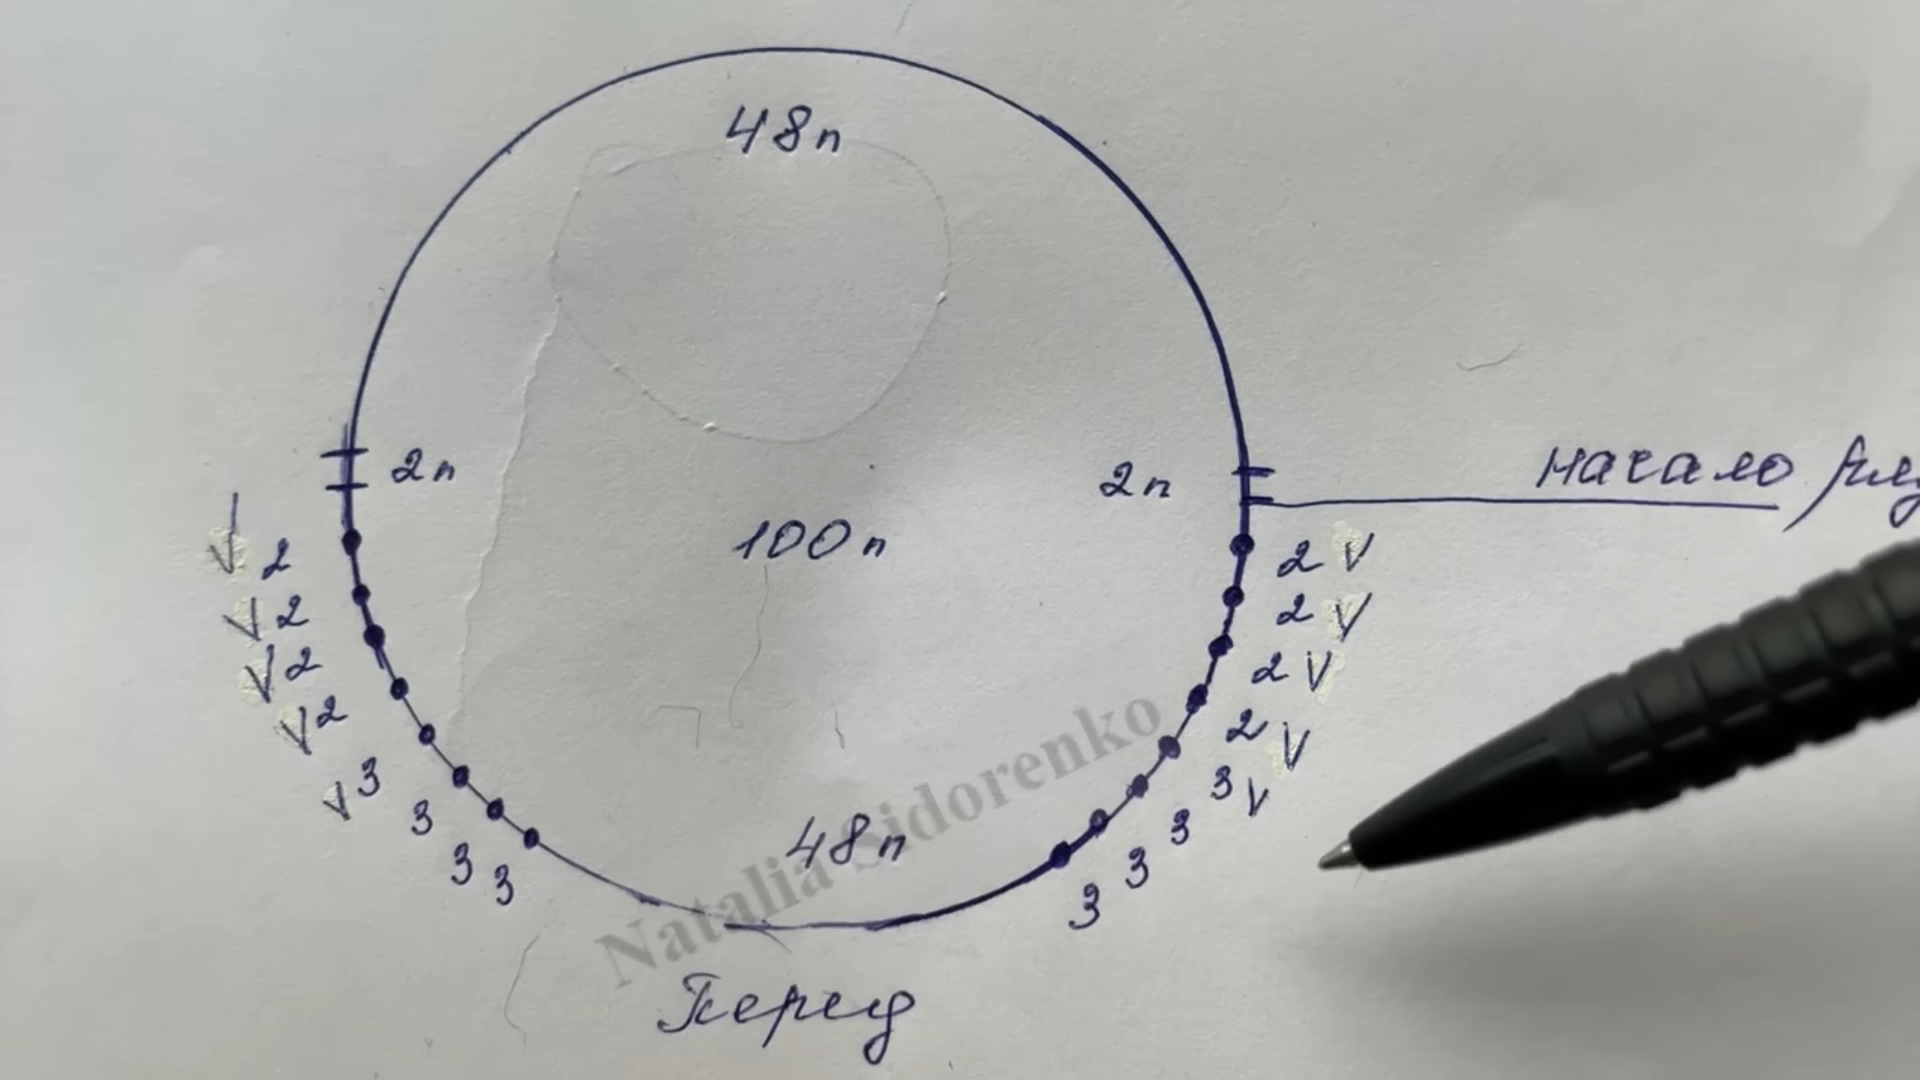 48п
2п
2п
начало
100п
V 2
V 2
V 2
V 2
V 3
3
3
3
2 V
2 V
2 V
2 V
3 V
3
3
3
48п
Natalia Sidorenko
Перед